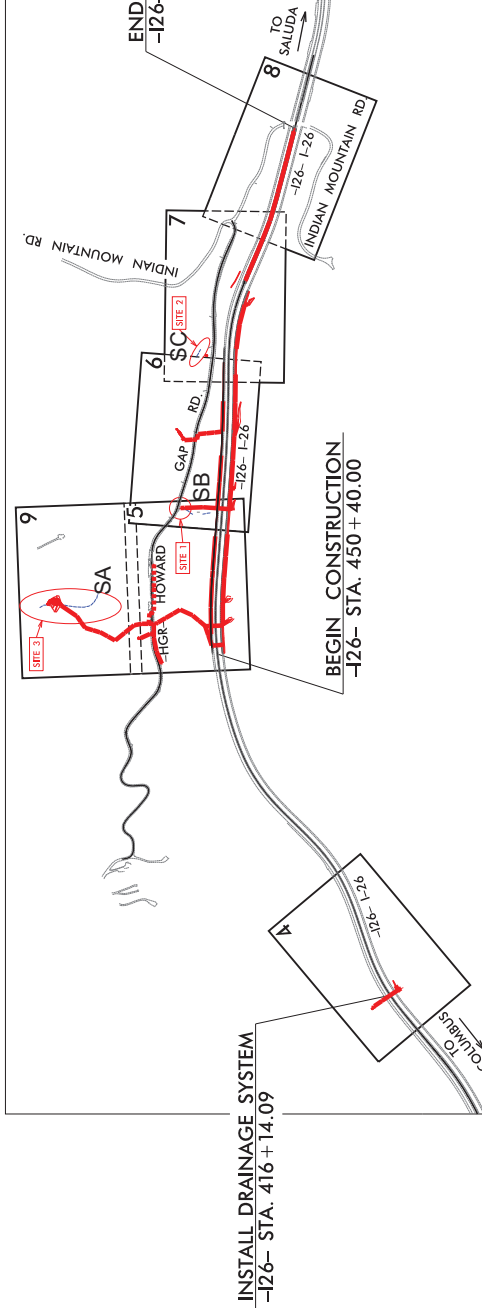 END
-I26-
TO
SALUDA
8
-I26- I-26
INDIAN MOUNTAIN RD.
INDIAN MOUNTAIN RD.
7
SITE 2
SC
6
RD.
GAP
SB
-I26- I-26
5
SITE 1
HOWARD
-HGR-
9
SA
SITE 3
BEGIN CONSTRUCTION
-I26- STA. 450 + 40.00
4
-I26- I-26
TO
COLUMBUS
INSTALL DRAINAGE SYSTEM
-I26- STA. 416 + 14.09